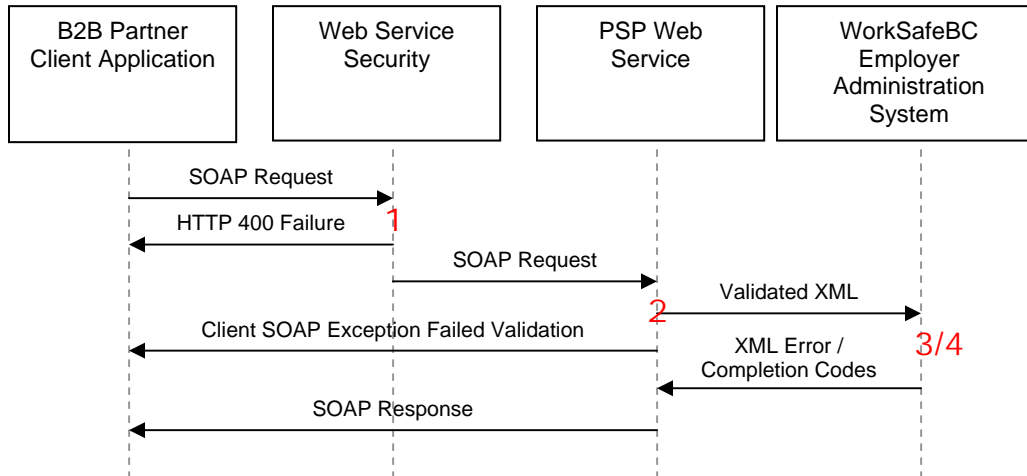 B2B Partner
Client Application
Web Service
Security
PSP Web
Service
WorkSafeBC
Employer
Administration
System
SOAP Request
1
HTTP 400 Failure
SOAP Request
2
Validated XML
Client SOAP Exception Failed Validation
3/4
XML Error /
Completion Codes
SOAP Response